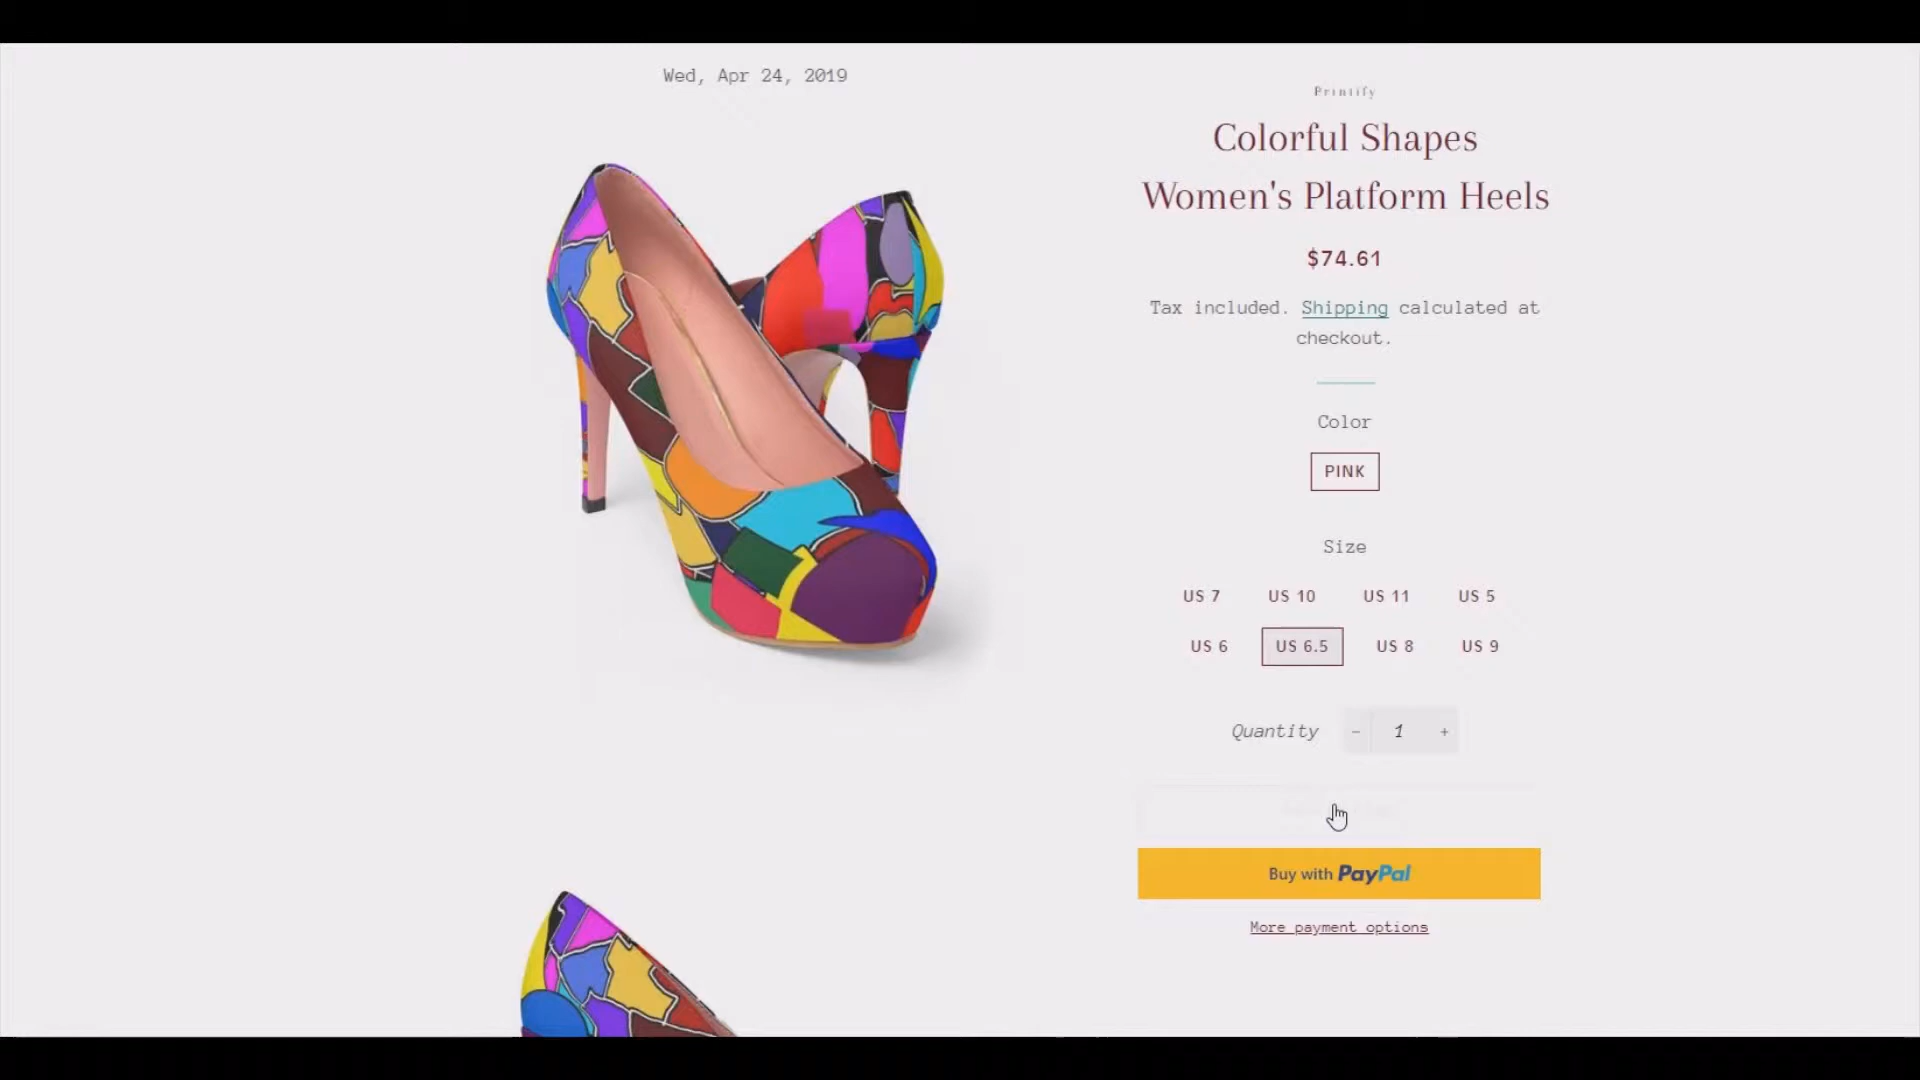 Wed, Apr 24, 2019
Printify
Colorful Shapes
Women's Platform Heels
$74.61
Tax included. Shipping calculated at
checkout.
Color
PINK
Size
US 7 US 10 US 11 US 5
US 6 US 6.5 US 8 US 9
Quantity - 1 +
Buy with PayPal
More payment options